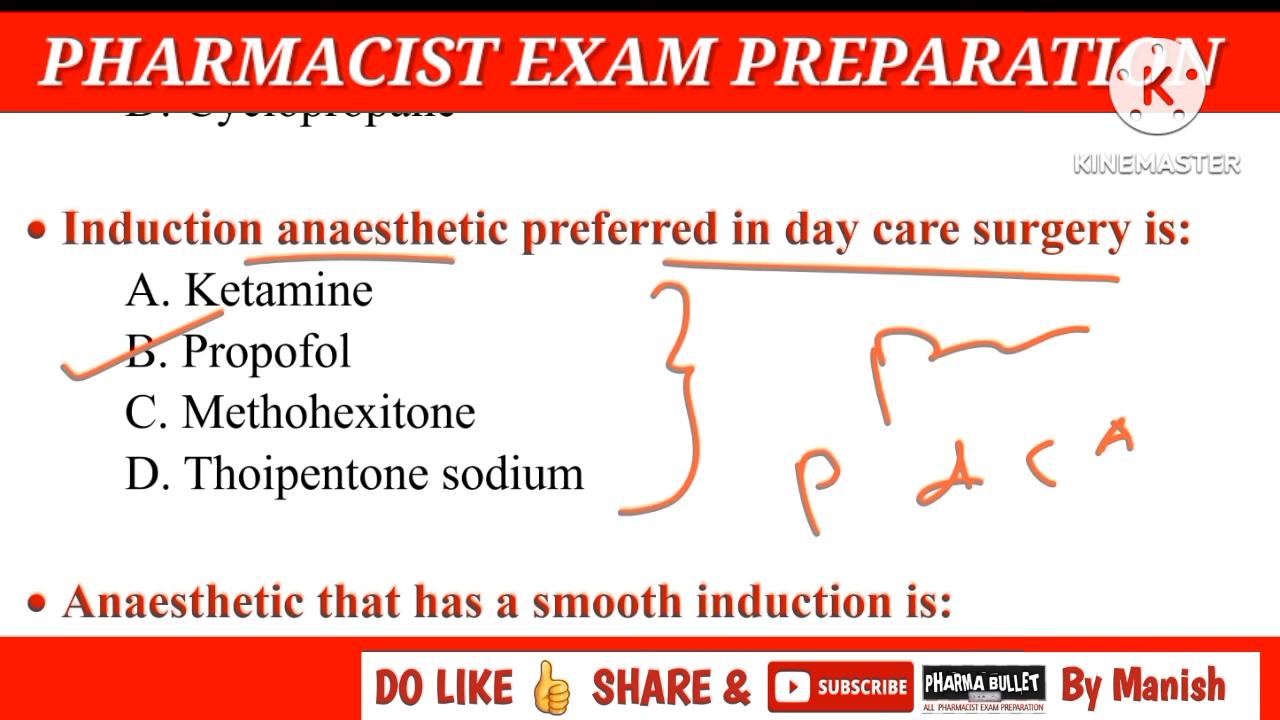 PHARMACIST EXAM PREPARATION
K
KINEMASTER
D. Cyclopropane
• Induction anaesthetic preferred in day care surgery is:
A. Ketamine
B. Propofol
C. Methohexitone
D. Thoipentone sodium
• Anaesthetic that has a smooth induction is:
DO LIKE 👍 SHARE & SUBSCRIBE PHARMA BULLET By Manish
ALL PHARMACIST EXAM PREPARATION